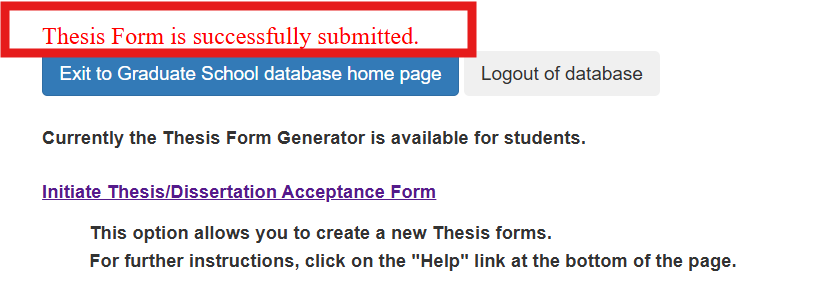 Thesis Form is successfully submitted.
Exit to Graduate School database home page Logout of database
Currently the Thesis Form Generator is available for students.
Initiate Thesis/Dissertation Acceptance Form
This option allows you to create a new Thesis forms.
For further instructions, click on the "Help" link at the bottom of the page.